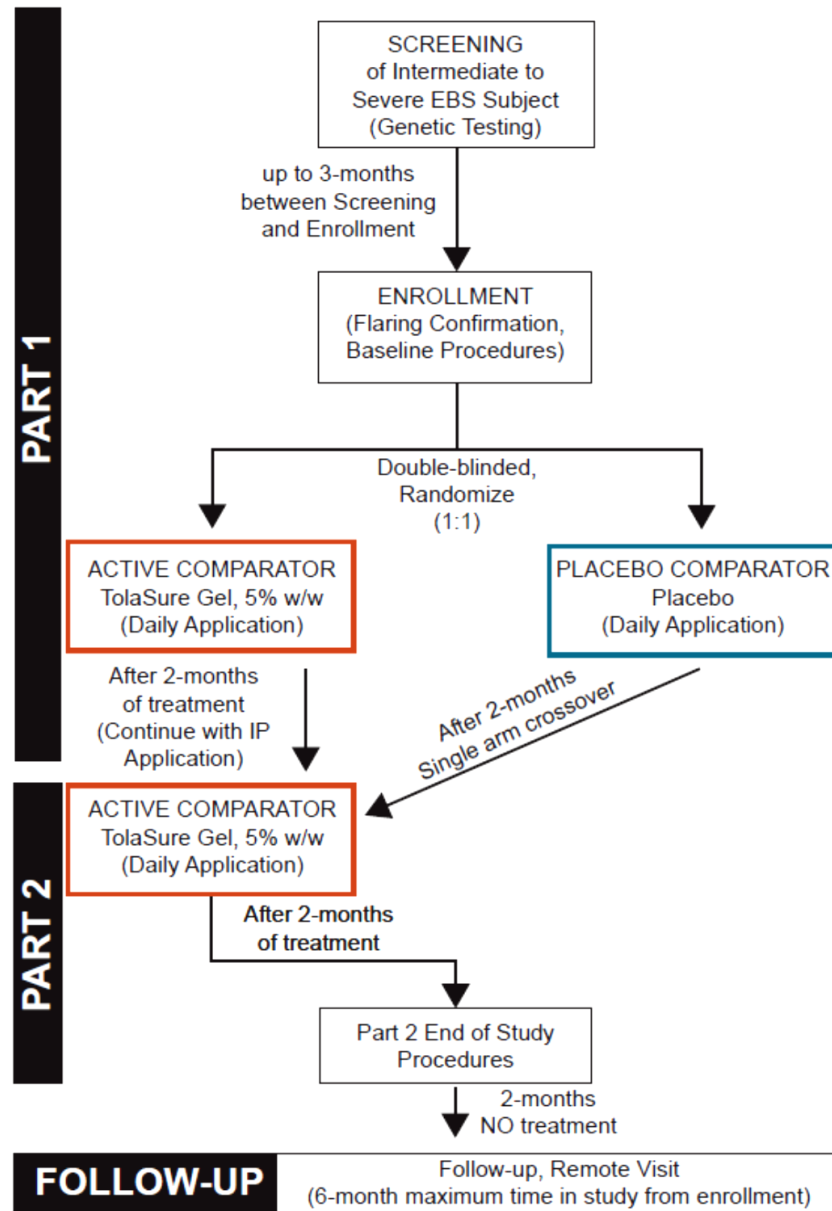 SCREENING
of Intermediate to
Severe EBS Subject
(Genetic Testing)
up to 3-months
between Screening
and Enrollment
ENROLLMENT
(Flaring Confirmation,
Baseline Procedures)
PART 1
Double-blinded,
Randomize
(1:1)
ACTIVE COMPARATOR
TolaSure Gel, 5% w/w
(Daily Application)
PLACEBO COMPARATOR
Placebo
(Daily Application)
After 2-months
of treatment
(Continue with IP
Application)
After 2-months
Single arm crossover
PART 2
ACTIVE COMPARATOR
TolaSure Gel, 5% w/w
(Daily Application)
After 2-months
of treatment
Part 2 End of Study
Procedures
2-months
NO treatment
FOLLOW-UP
Follow-up, Remote Visit
(6-month maximum time in study from enrollment)